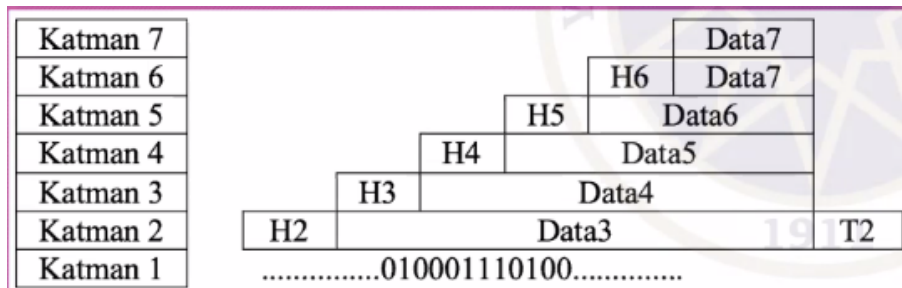 Katman 7 Data7
Katman 6 H6 Data7
Katman 5 H5 Data6
Katman 4 H4 Data5
Katman 3 H3 Data4
Katman 2 H2 Data3 T2
Katman 1 ..............010001110100.............